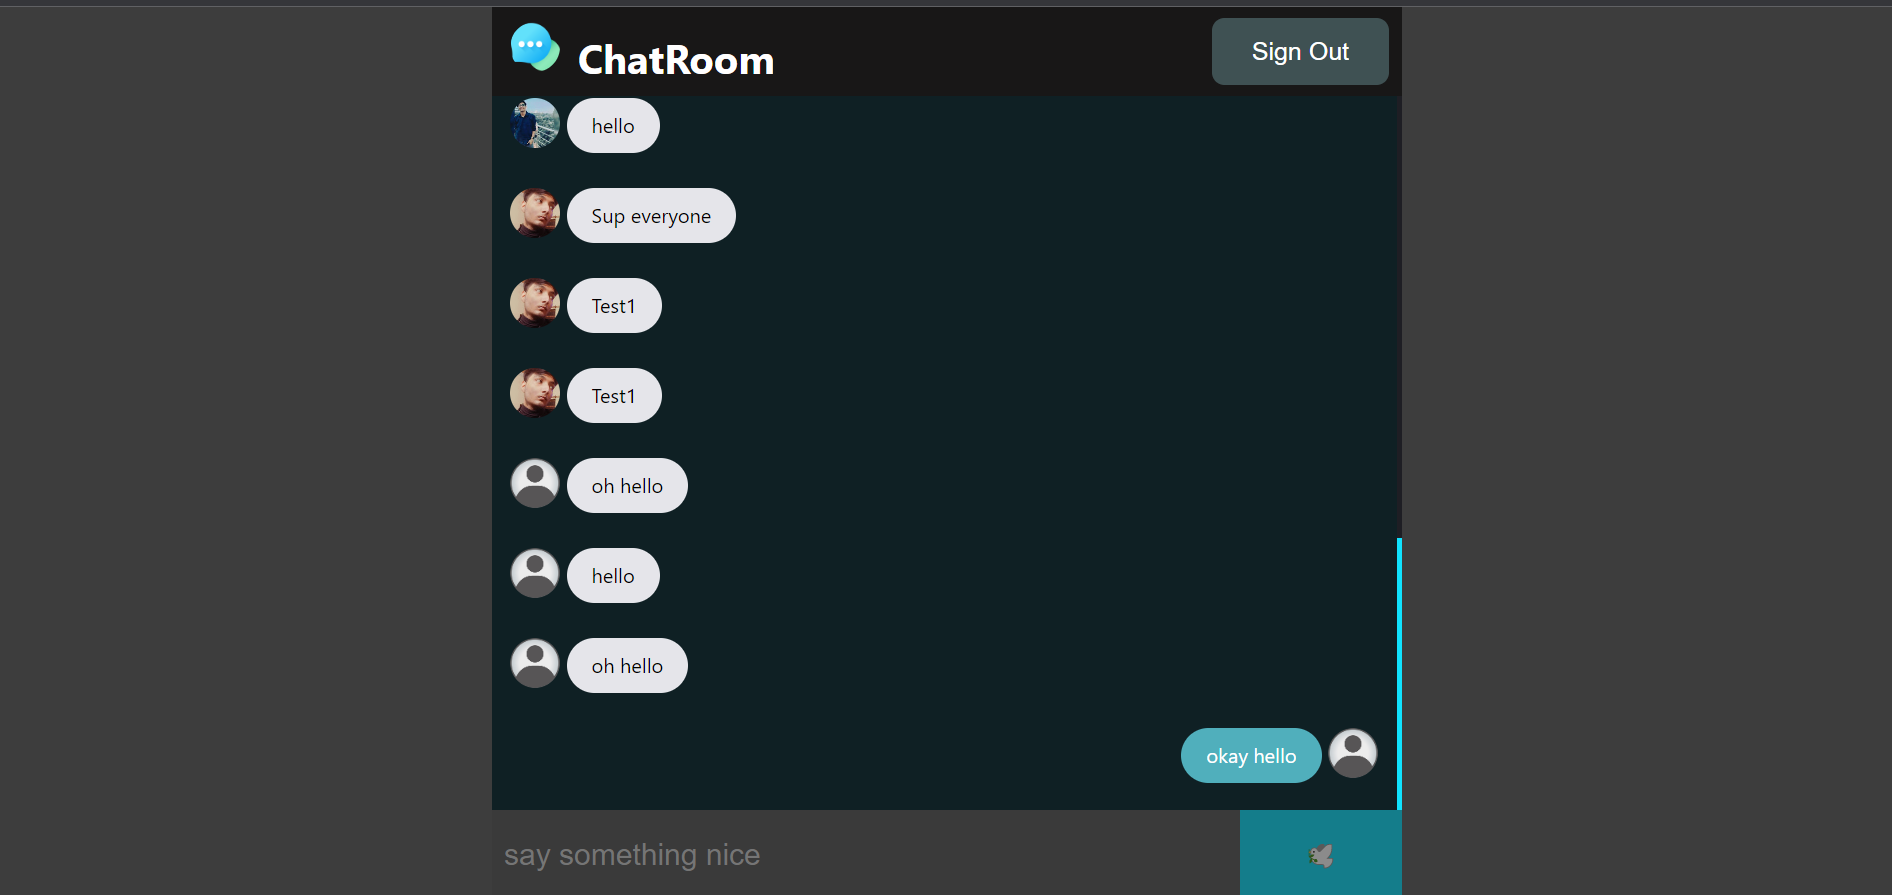 ChatRoom
Sign Out
hello
Sup everyone
Test1
Test1
oh hello
hello
oh hello
okay hello
say something nice